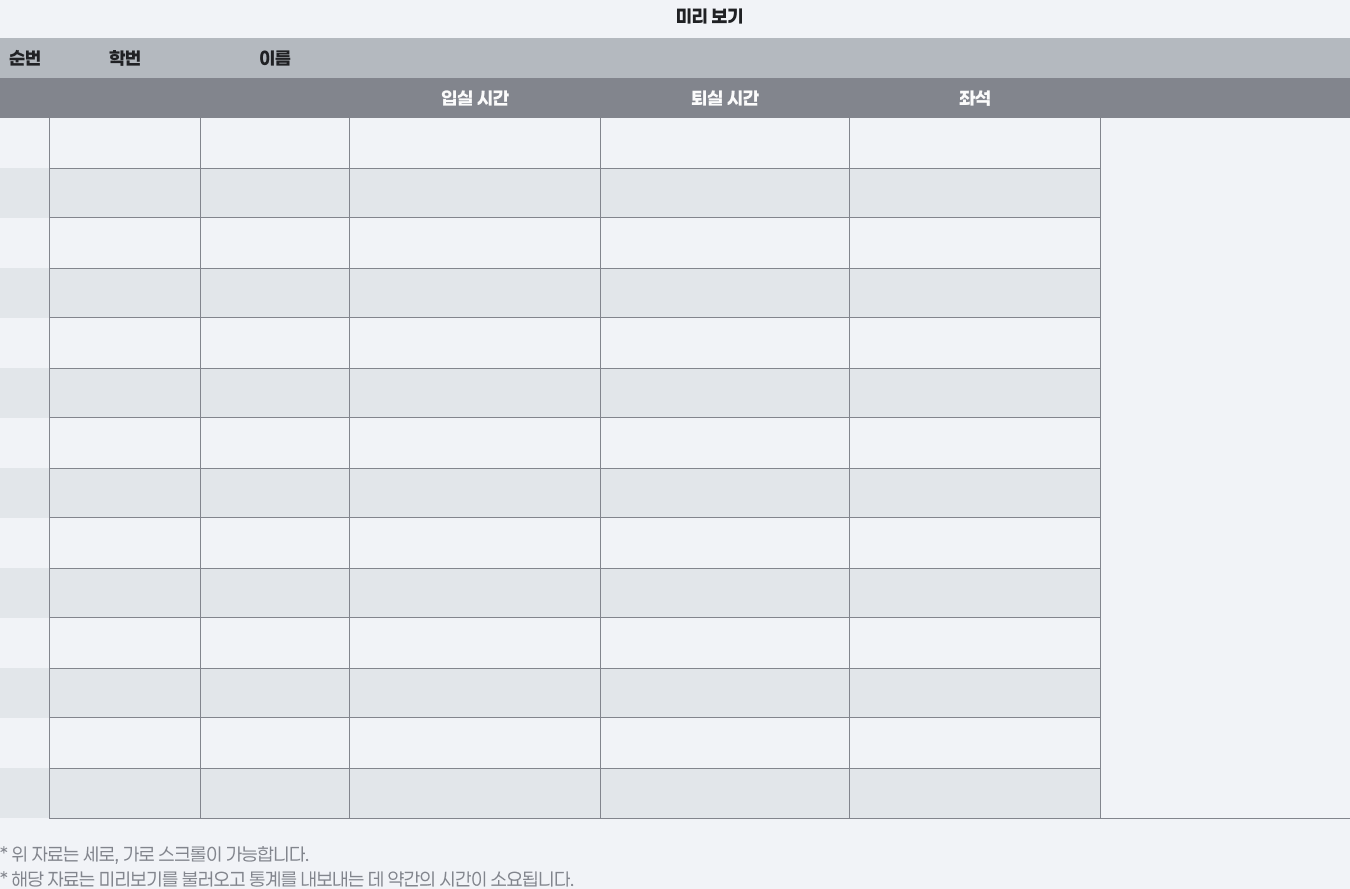 미리 보기
순번 학번 이름
입실 시간 퇴실 시간 좌석
* 위 자료는 세로, 가로 스크롤이 가능합니다.
* 해당 자료는 미리보기를 불러오고 통계를 내보내는 데 약간의 시간이 소요됩니다.